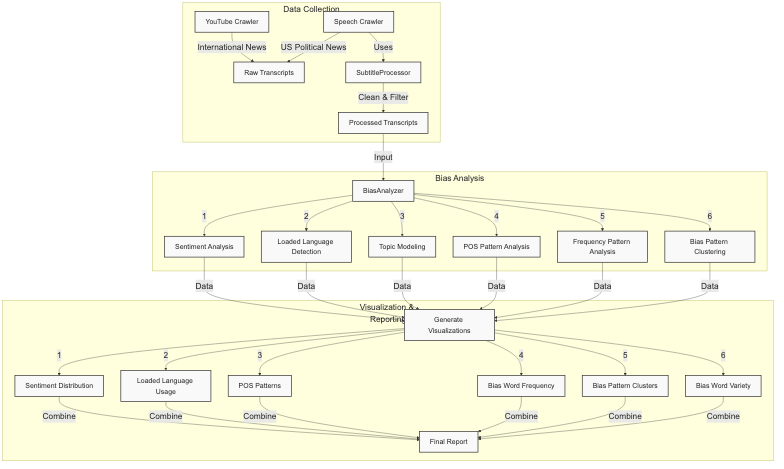 Data Collection
YouTube Crawler
Speech Crawler
International News
US Political News
Uses
Raw Transcripts
SubtitleProcessor
Clean & Filter
Processed Transcripts
Input
Bias Analysis
BiasAnalyzer
1
2
3
4
5
6
Sentiment Analysis
Loaded Language
Detection
Topic Modeling
POS Pattern Analysis
Frequency Pattern
Analysis
Bias Pattern
Clustering
Data
Data
Data
Data
Data
Data
Visualization &
Reporting
Generate
Visualizations
1
2
3
4
5
6
Sentiment Distribution
Loaded Language
Usage
POS Patterns
Bias Word Frequency
Bias Pattern Clusters
Bias Word Variety
Combine
Combine
Combine
Combine
Combine
Combine
Final Report